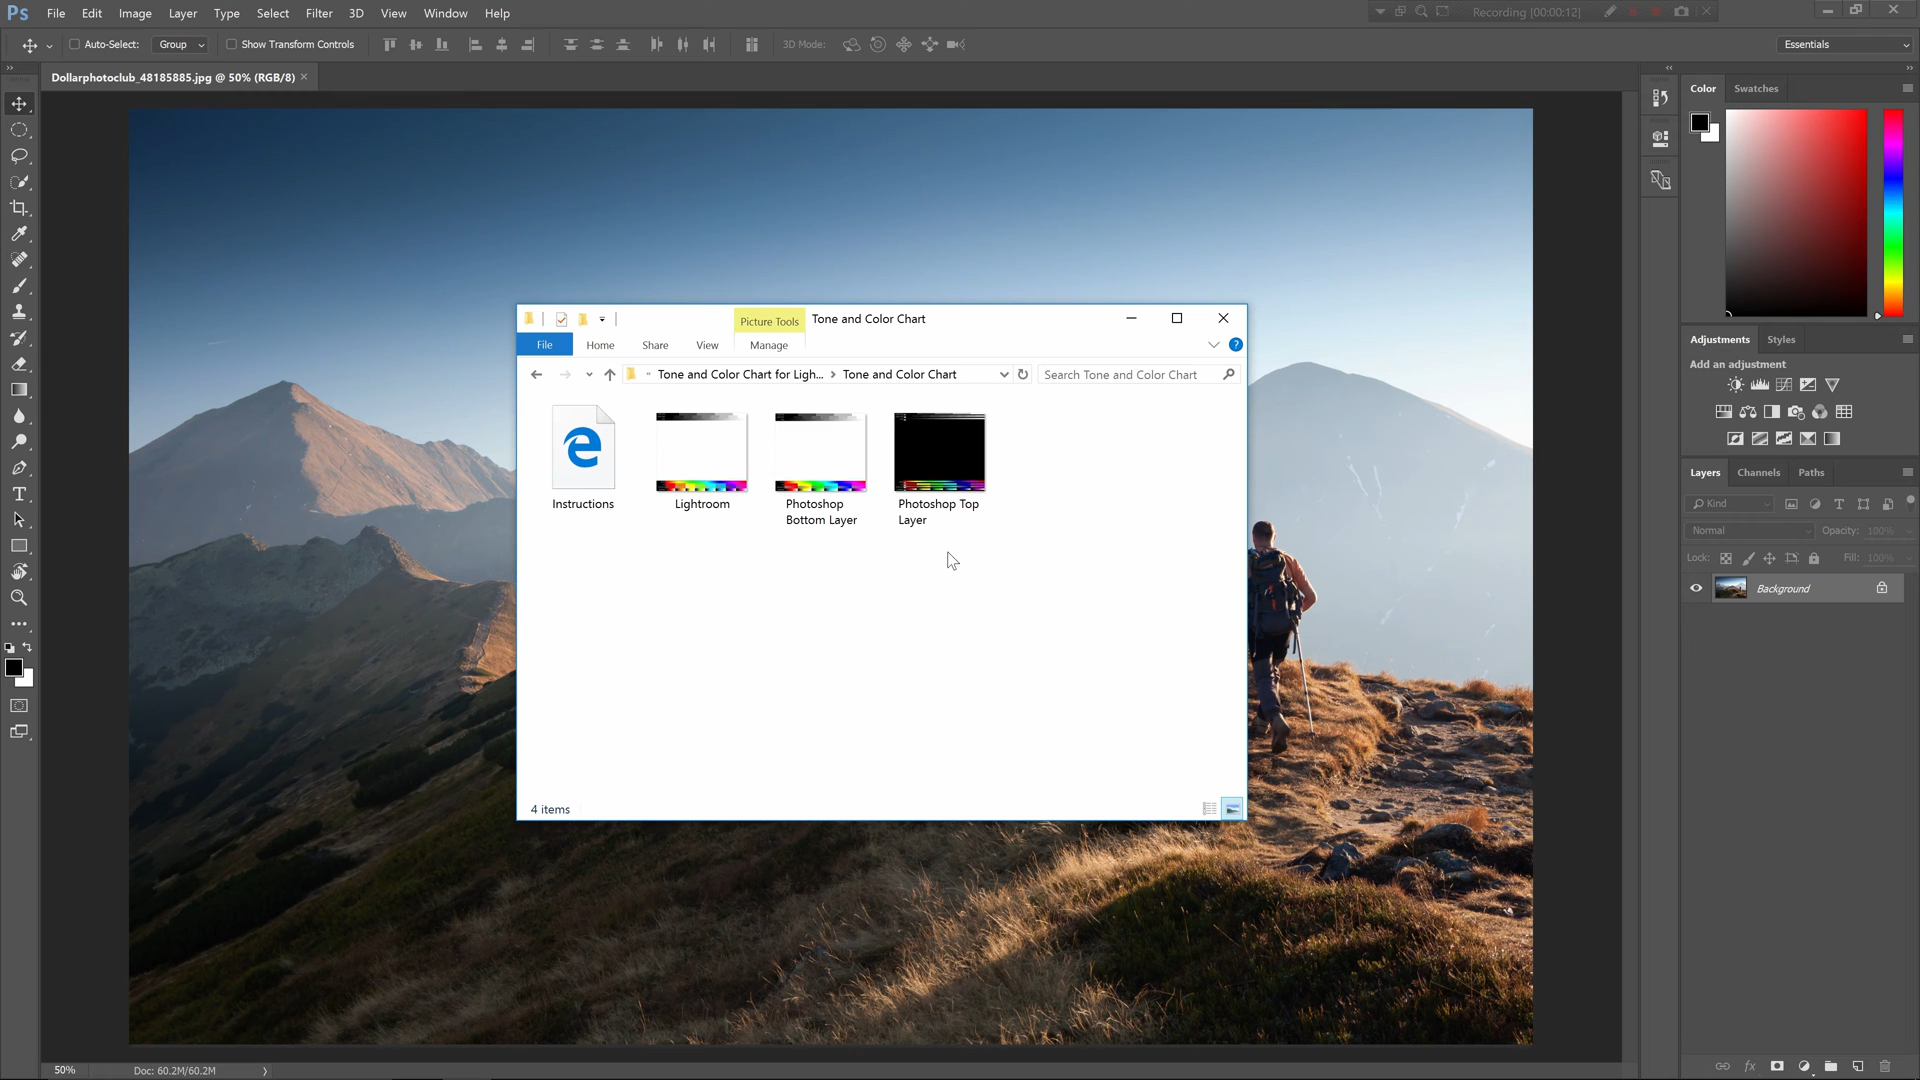 Ps File Edit Image Layer Type Select Filter 3D View Window Help
Recording [00:00:12]
Auto-Select: Group Show Transform Controls 3D Mode: Essentials
Dollarphotoclub_48185885.jpg @ 50% (RGB/8) ×
Color Swatches
Picture Tools Tone and Color Chart
File Home Share View Manage
Adjustments Styles
Add an adjustment
Tone and Color Chart for Ligh... Tone and Color Chart Search Tone and Color Chart
Layers Channels Paths
Kind
Instructions
Lightroom
Photoshop
Bottom Layer
Photoshop Top
Layer
Normal Opacity: 100%
Lock: Fill: 100%
Background
4 items
50% Doc: 60.2M/60.2M